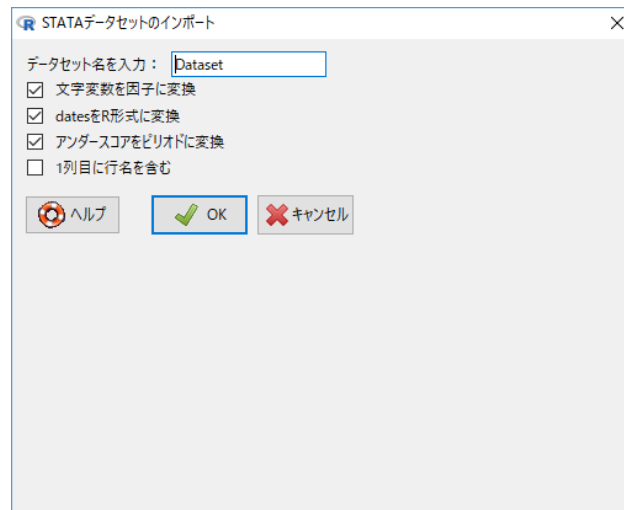 STATAデータセットのインポート
データセット名を入力： Dataset
文字変数を因子に変換
datesをR形式に変換
アンダースコアをピリオドに変換
1列目に行名を含む
ヘルプ OK キャンセル